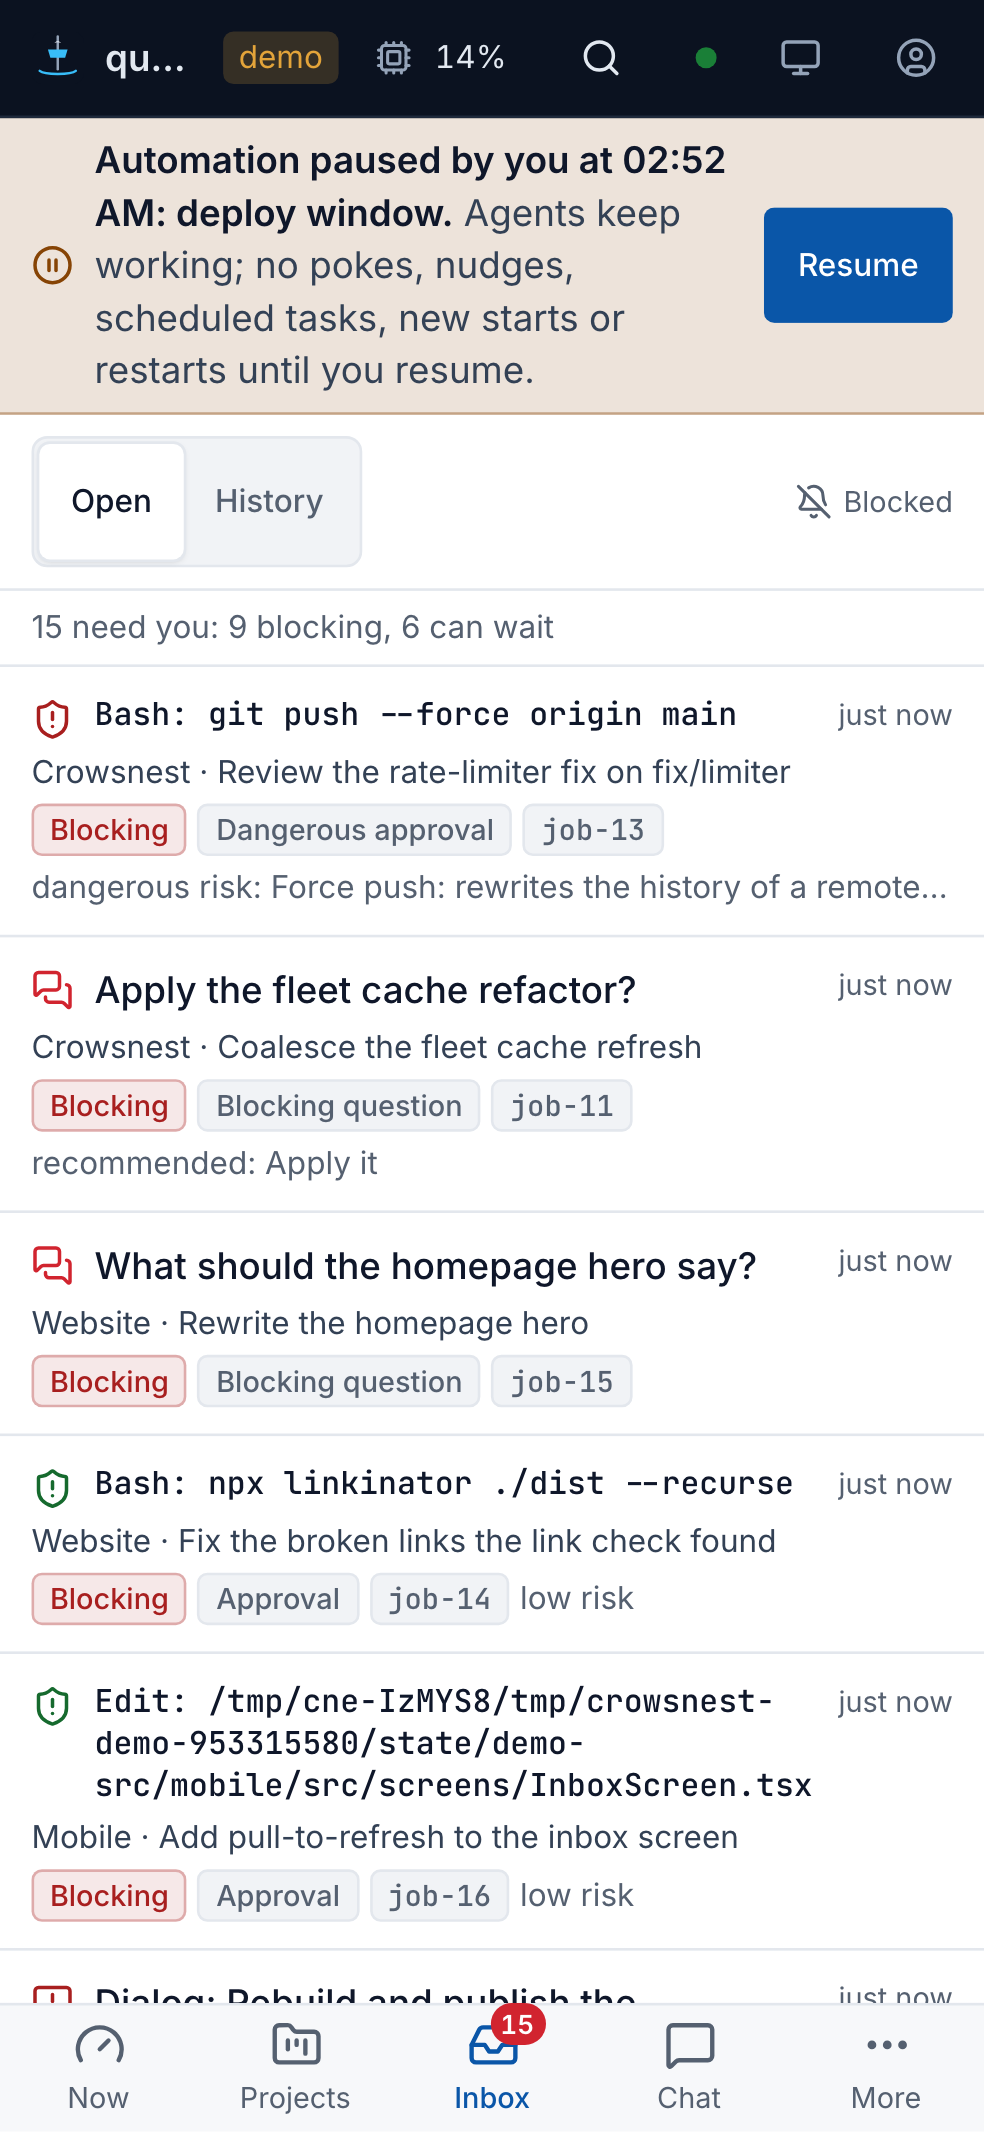 qu...
demo
14%
Automation paused by you at 02:52
AM: deploy window. Agents keep
working; no pokes, nudges,
scheduled tasks, new starts or
restarts until you resume.
Resume
Open
History
Blocked
15 need you: 9 blocking, 6 can wait
Bash: git push --force origin main
just now
Crowsnest · Review the rate-limiter fix on fix/limiter
Blocking
Dangerous approval
job-13
dangerous risk: Force push: rewrites the history of a remote...
Apply the fleet cache refactor?
just now
Crowsnest · Coalesce the fleet cache refresh
Blocking
Blocking question
job-11
recommended: Apply it
What should the homepage hero say?
just now
Website · Rewrite the homepage hero
Blocking
Blocking question
job-15
Bash: npx linkinator ./dist --recurse
just now
Website · Fix the broken links the link check found
Blocking
Approval
job-14
low risk
Edit: /tmp/cne-IzMYS8/tmp/crowsnest-
demo-953315580/state/demo-
src/mobile/src/screens/InboxScreen.tsx
just now
Mobile · Add pull-to-refresh to the inbox screen
Blocking
Approval
job-16
low risk
Dialog: Rebuild and publish the
just now
15
Now
Projects
Inbox
Chat
More